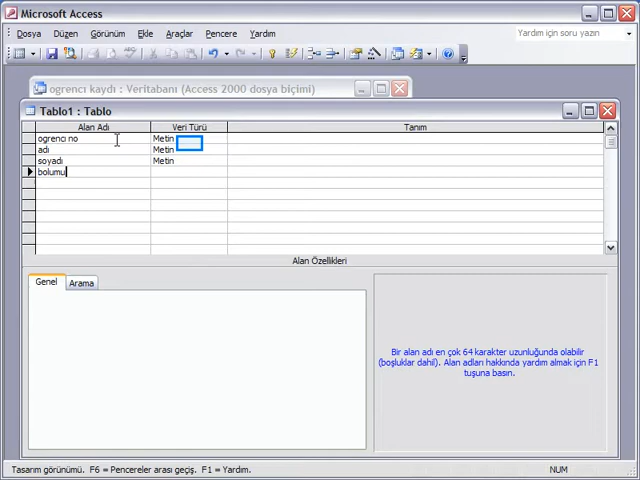 Microsoft Access
Dosya Düzen Görünüm Ekle Araçlar Pencere Yardım
Yardım için soru yazın
ogrencı kaydı : Veritabanı (Access 2000 dosya biçimi)
Tablo1 : Tablo
Alan Adı Veri Türü Tanım
ogrencı no Metin
adı Metin
soyadı Metin
bolumu
Alan Özellikleri
Genel Arama
Bir alan adı en çok 64 karakter uzunluğunda olabilir
(boşluklar dahil). Alan adları hakkında yardım almak için F1
tuşuna basın.
Tasarım görünümü. F6 = Pencereler arası geçiş. F1 = Yardım. NUM